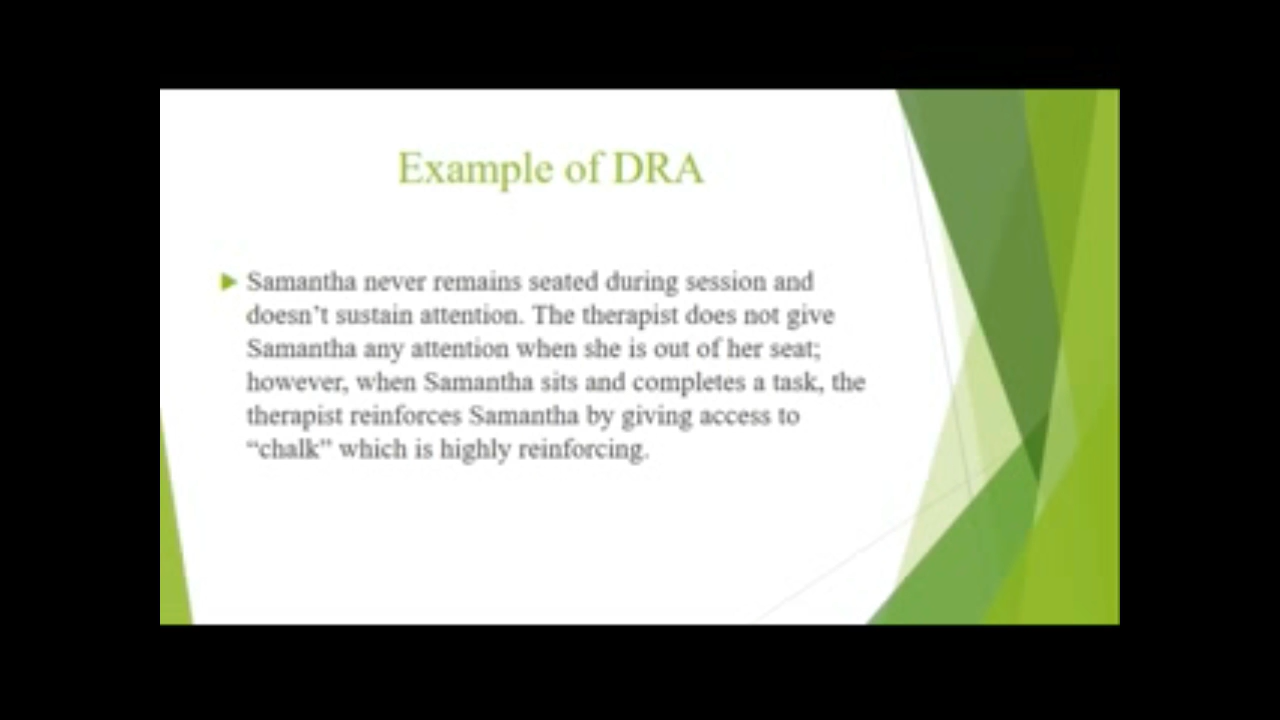 Example of DRA
Samantha never remains seated during session and
doesn’t sustain attention. The therapist does not give
Samantha any attention when she is out of her seat;
however, when Samantha sits and completes a task, the
therapist reinforces Samantha by giving access to
“chalk” which is highly reinforcing.